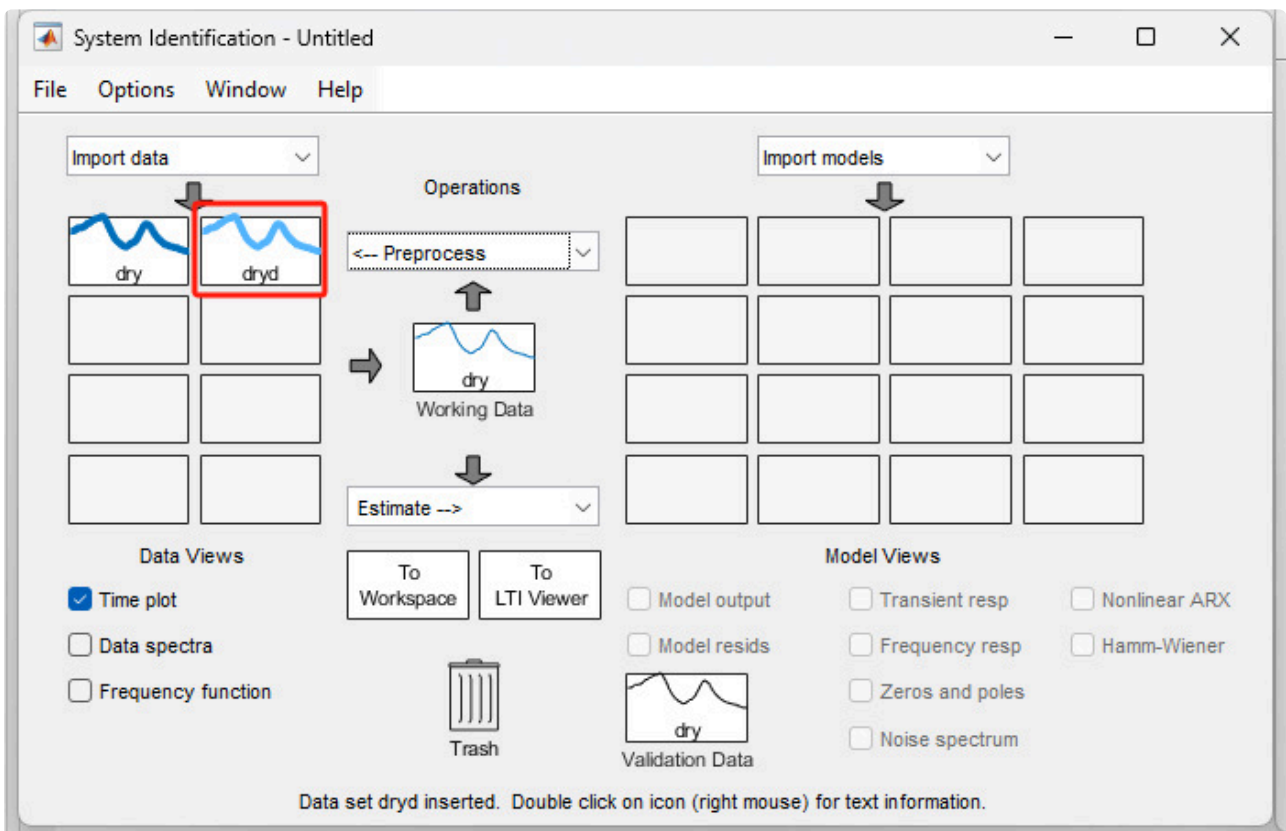 System Identification - Untitled
File Options Window Help
Import data
Import models
Operations
dry
dryd
<-- Preprocess
dry
Working Data
Estimate -->
Data Views
Model Views
To
Workspace
To
LTI Viewer
Time plot
Data spectra
Frequency function
Model output
Transient resp
Nonlinear ARX
Model resids
Frequency resp
Hamm-Wiener
Zeros and poles
Noise spectrum
Trash
dry
Validation Data
Data set dryd inserted. Double click on icon (right mouse) for text information.